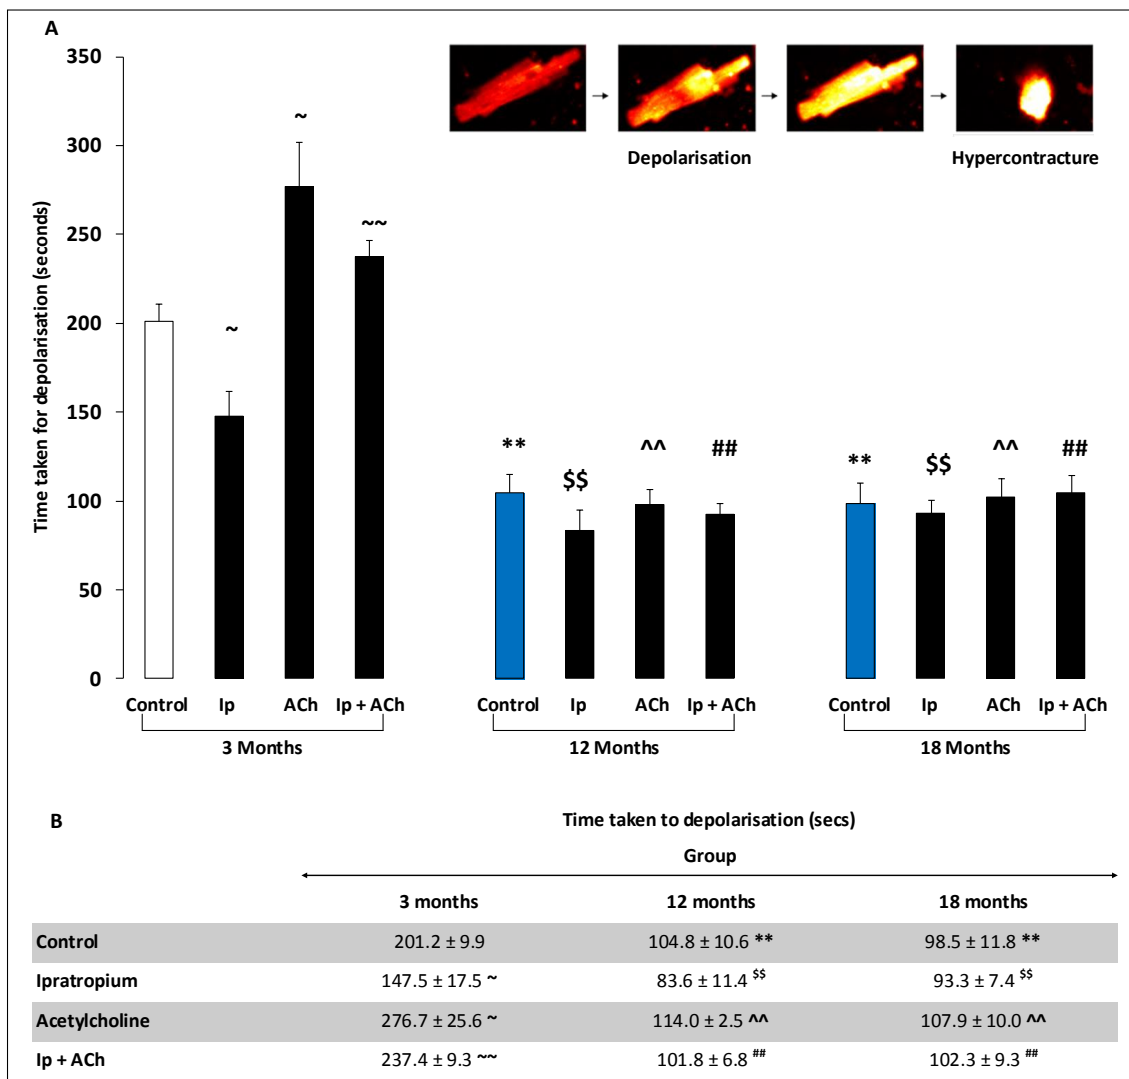 A
350
300
250
200
150
100
50
0
Time taken for depolarisation (seconds)
Depolarisation
Hypercontracture
~
~
~~
** $$ ^^ ##
** $$ ^^ ##
Control Ip ACh Ip + ACh Control Ip ACh Ip + ACh Control Ip ACh Ip + ACh
3 Months 12 Months 18 Months
B
Time taken to depolarisation (secs)
Group
3 months 12 months 18 months
Control 201.2 ± 9.9 104.8 ± 10.6 ** 98.5 ± 11.8 **
Ipratropium 147.5 ± 17.5 ~ 83.6 ± 11.4 $$ 93.3 ± 7.4 $$
Acetylcholine 276.7 ± 25.6 ~ 114.0 ± 2.5 ^^ 107.9 ± 10.0 ^^
Ip + ACh 237.4 ± 9.3 ~~ 101.8 ± 6.8 ## 102.3 ± 9.3 ##